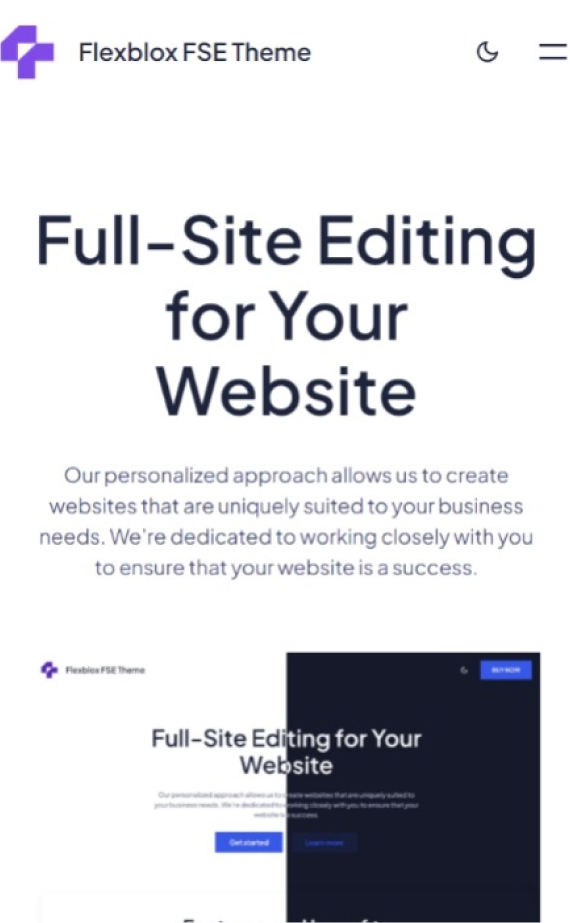 Flexblox FSE Theme
Full-Site Editing
for Your
Website
Our personalized approach allows us to create
websites that are uniquely suited to your business
needs. We're dedicated to working closely with you
to ensure that your website is a success.
Flexblox FSE Theme
BUY NOW
Full-Site Editing for Your
Website
Our personalized approach allows us to create websites that are uniquely suited to
your business needs. We're dedicated to working closely with you to ensure that your
website is a success.
Get started
Learn more